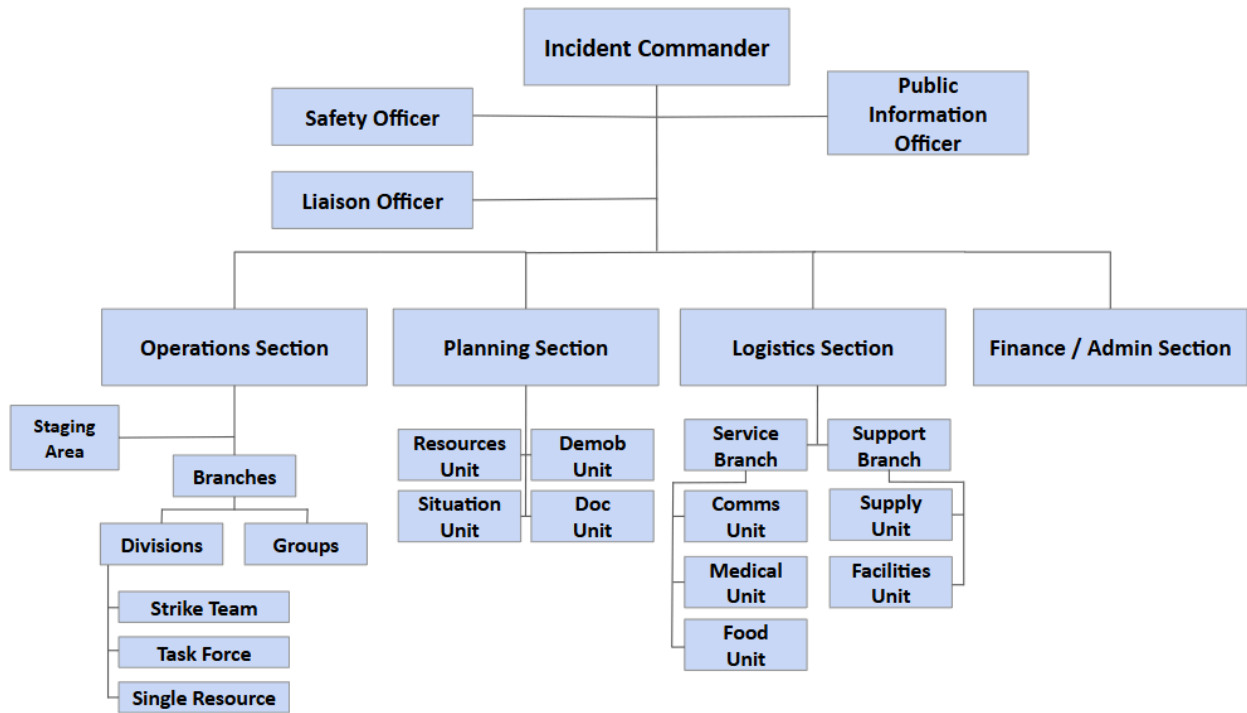 Incident Commander
Safety Officer
Public
Information
Officer
Liaison Officer
Operations Section
Planning Section
Logistics Section
Finance / Admin Section
Staging
Area
Branches
Divisions
Groups
Strike Team
Task Force
Single Resource
Resources
Unit
Demob
Unit
Situation
Unit
Doc
Unit
Service
Branch
Support
Branch
Comms
Unit
Medical
Unit
Food
Unit
Supply
Unit
Facilities
Unit